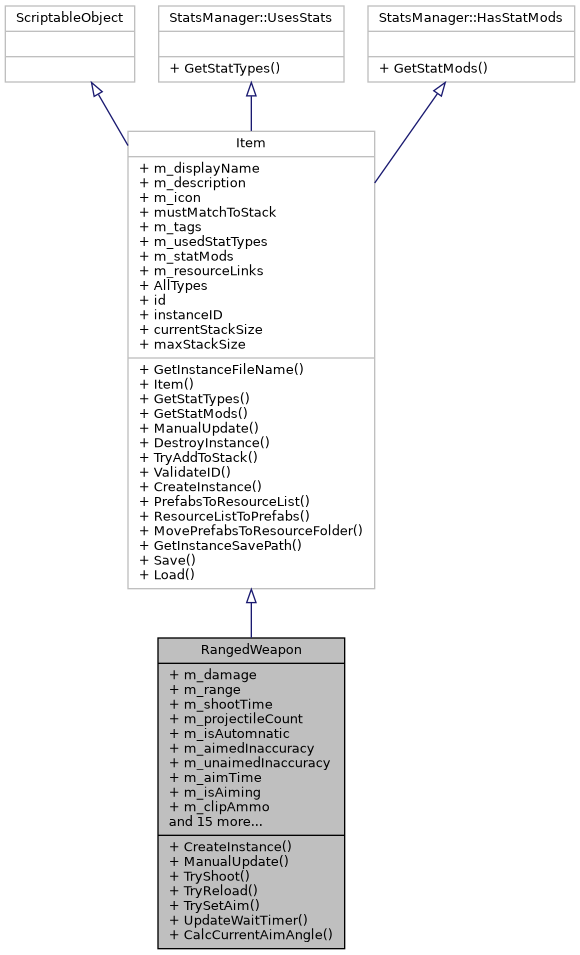 ScriptableObject
StatsManager::UsesStats
+ GetStatTypes()
StatsManager::HasStatMods
+ GetStatMods()
Item
+ m_displayName
+ m_description
+ m_icon
+ mustMatchToStack
+ m_tags
+ m_usedStatTypes
+ m_statMods
+ m_resourceLinks
+ AllTypes
+ id
+ instanceID
+ currentStackSize
+ maxStackSize
+ GetInstanceFileName()
+ Item()
+ GetStatTypes()
+ GetStatMods()
+ ManualUpdate()
+ DestroyInstance()
+ TryAddToStack()
+ ValidateID()
+ CreateInstance()
+ PrefabsToResourceList()
+ ResourceListToPrefabs()
+ MovePrefabsToResourceFolder()
+ GetInstanceSavePath()
+ Save()
+ Load()
RangedWeapon
+ m_damage
+ m_range
+ m_shootTime
+ m_projectileCount
+ m_isAutomnatic
+ m_aimedInaccuracy
+ m_unaimedInaccuracy
+ m_aimTime
+ m_isAiming
+ m_clipAmmo
and 15 more...
+ CreateInstance()
+ ManualUpdate()
+ TryShoot()
+ TryReload()
+ TrySetAim()
+ UpdateWaitTimer()
+ CalcCurrentAimAngle()